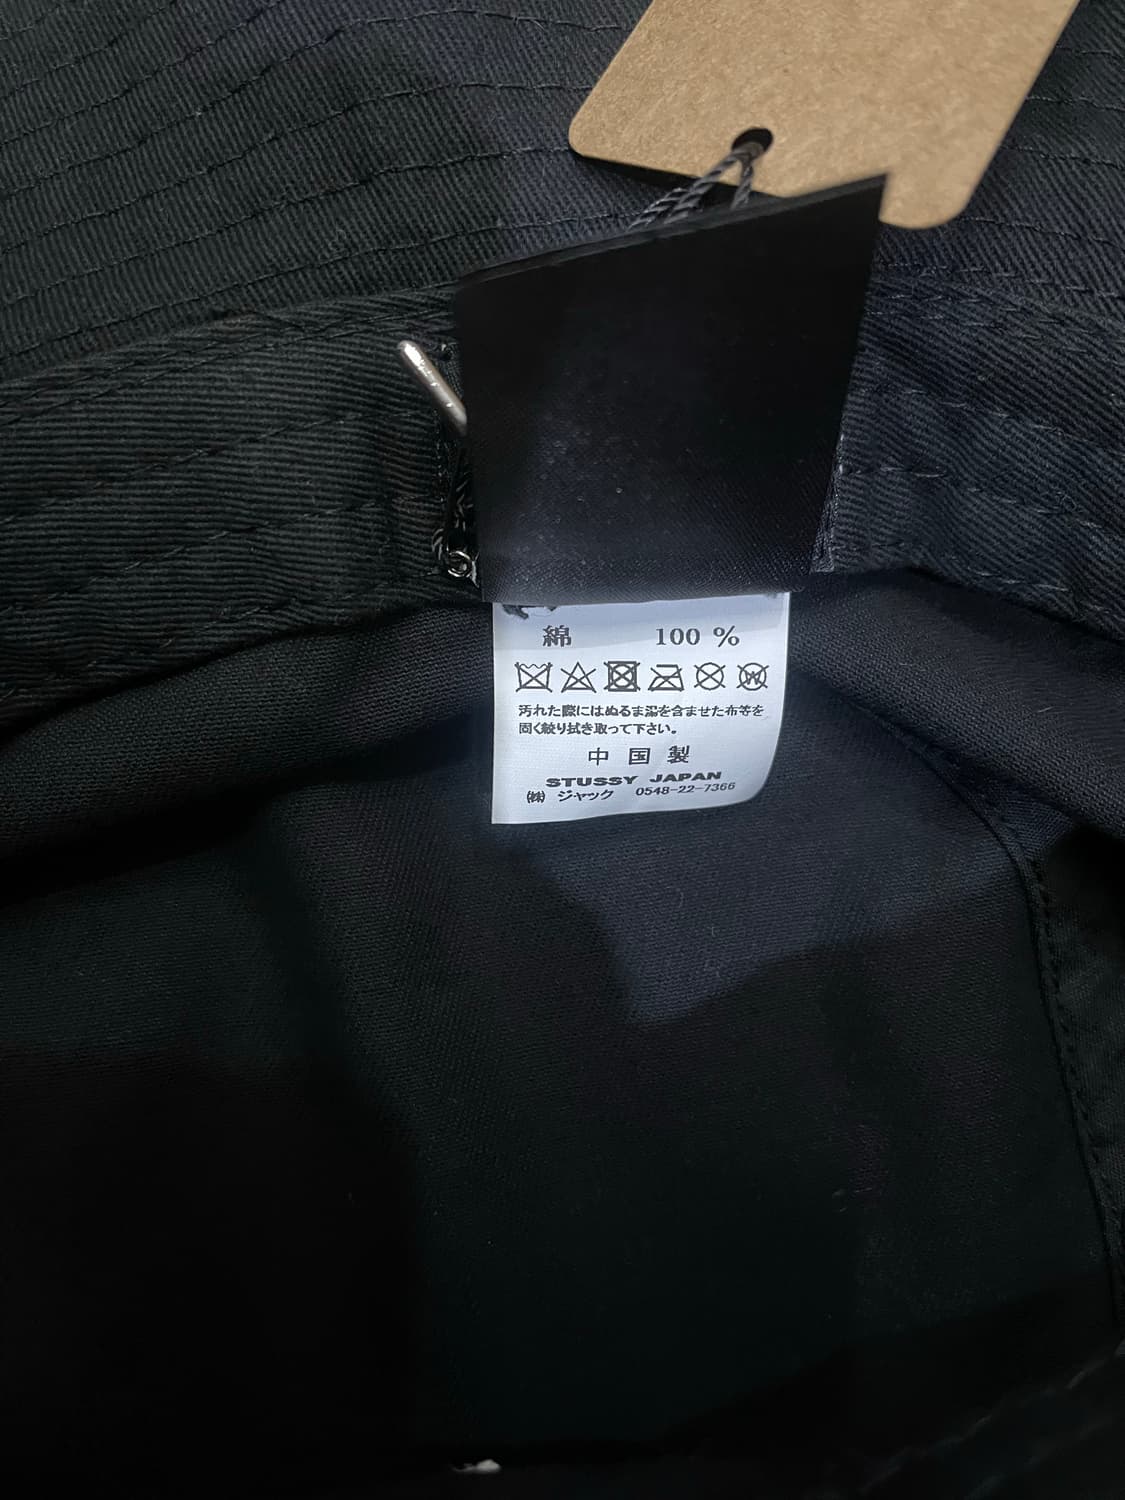 綿 100 %
汚れた際にはぬるま湯を含ませた布等を
固く絞り拭き取って下さい。
中国製
STUSSY JAPAN
㈱ ジャック 0548-22-7366